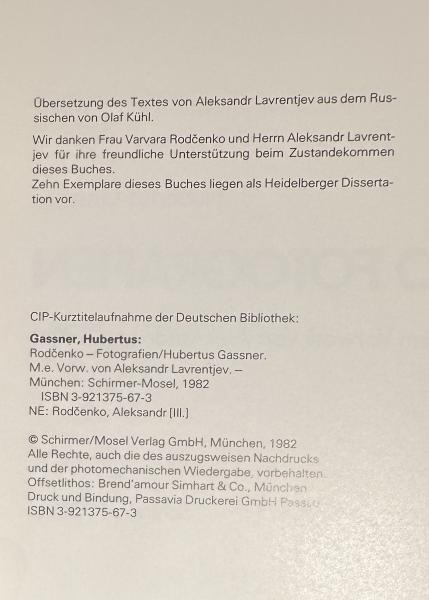 Übersetzung des Textes von Aleksandr Lavrentjev aus dem Rus-
sischen von Olaf Kühl.
Wir danken Frau Varvara Rodčenko und Herrn Aleksandr Lavrent-
jev für ihre freundliche Unterstützung beim Zustandekommen
dieses Buches.
Zehn Exemplare dieses Buches liegen als Heidelberger Disserta-
tion vor.
CIP-Kurztitelaufnahme der Deutschen Bibliothek:
Gassner, Hubertus:
Rodčenko – Fotografien/Hubertus Gassner.
M.e. Vorw. von Aleksandr Lavrentjev. –
München: Schirmer-Mosel, 1982
ISBN 3-921375-67-3
NE: Rodčenko, Aleksandr [Ill.]
© Schirmer/Mosel Verlag GmbH, München, 1982
Alle Rechte, auch die des auszugsweisen Nachdrucks
und der photomechanischen Wiedergabe, vorbehalten.
Offsetlithos: Brend'amour Simhart & Co., München
Druck und Bindung, Passavia Druckerei GmbH Passau
ISBN 3-921375-67-3